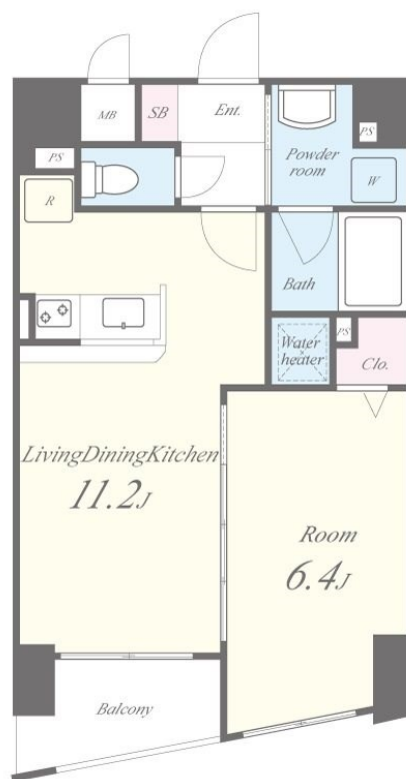 MB
SB
Ent.
PS
Powder
room
PS
R
W
Bath
Water
heater
PS
Clo.
LivingDiningKitchen
11.2J
Room
6.4J
Balcony